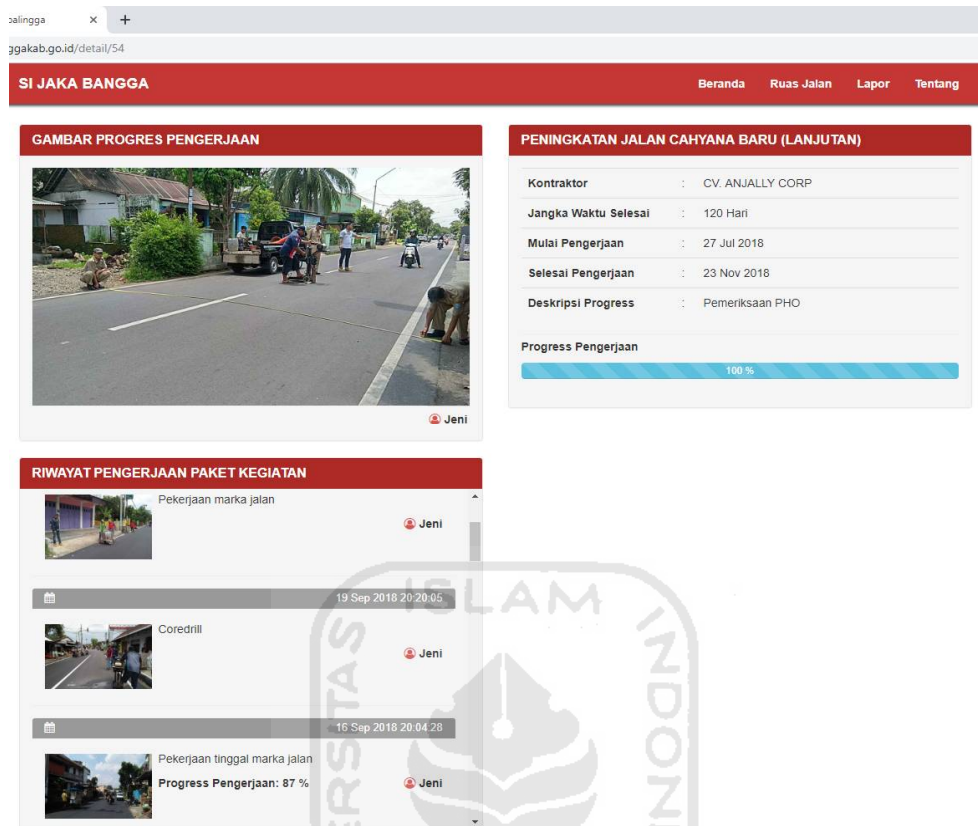 balingga × +
ggakab.go.id/detail/54
SI JAKA BANGGA
Beranda Ruas Jalan Lapor Tentang
GAMBAR PROGRES PENGERJAAN
Jeni
PENINGKATAN JALAN CAHYANA BARU (LANJUTAN)
Kontraktor : CV. ANJALLY CORP
Jangka Waktu Selesai : 120 Hari
Mulai Pengerjaan : 27 Jul 2018
Selesai Pengerjaan : 23 Nov 2018
Deskripsi Progress : Pemeriksaan PHO
Progress Pengerjaan
100 %
RIWAYAT PENGERJAAN PAKET KEGIATAN
Pekerjaan marka jalan
Jeni
19 Sep 2018 20:20:05
Coredrill
Jeni
16 Sep 2018 20:04:28
Pekerjaan tinggal marka jalan
Progress Pengerjaan: 87 %
Jeni
ISLAM
ERSITAS
INDONI